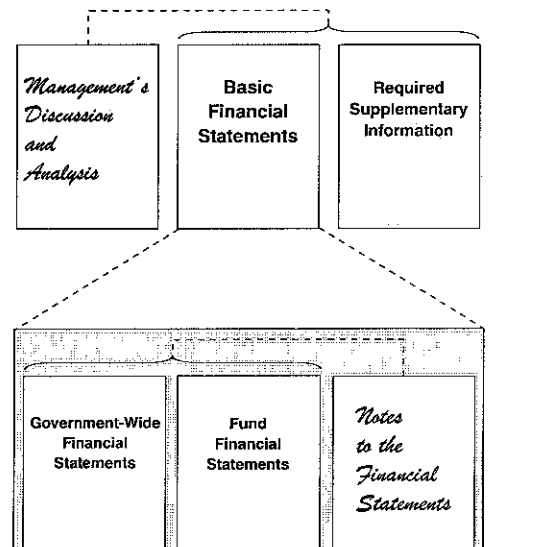 Management's
Discussion
and
Analysis
Basic
Financial
Statements
Required
Supplementary
Information
Government-Wide
Financial
Statements
Fund
Financial
Statements
Notes
to the
Financial
Statements